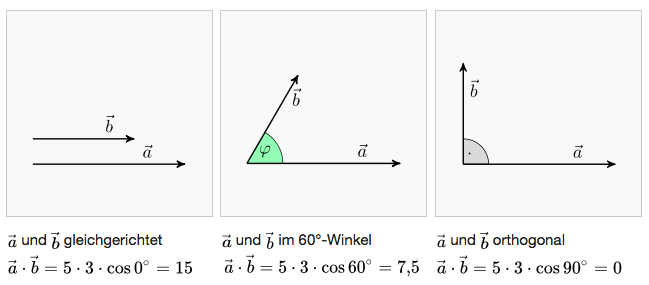 b⃗
a⃗
φ
b⃗
a⃗
b⃗
a⃗
a⃗ und b⃗ gleichgerichtet
a⃗ · b⃗ = 5 · 3 · cos 0° = 15
a⃗ und b⃗ im 60°-Winkel
a⃗ · b⃗ = 5 · 3 · cos 60° = 7,5
a⃗ und b⃗ orthogonal
a⃗ · b⃗ = 5 · 3 · cos 90° = 0